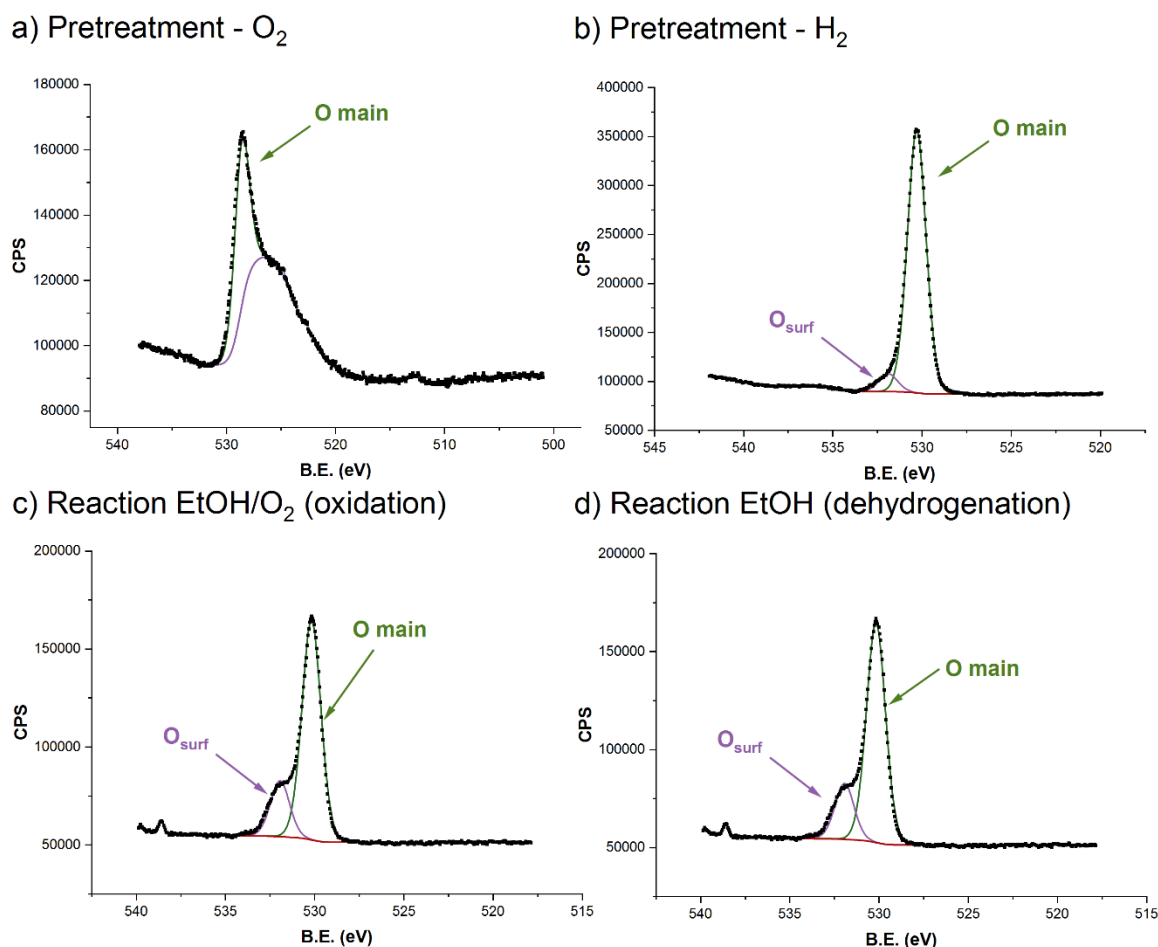 a) Pretreatment - O₂
b) Pretreatment - H₂
180000
160000
140000
120000
100000
80000
CPS
O main
540
530
520
510
500
B.E. (eV)
400000
350000
300000
250000
200000
150000
100000
50000
CPS
O main
Osurf
545
540
535
530
525
520
B.E. (eV)
c) Reaction EtOH/O₂ (oxidation)
d) Reaction EtOH (dehydrogenation)
200000
150000
100000
50000
CPS
O main
Osurf
540
535
530
525
520
515
B.E. (eV)
200000
150000
100000
50000
CPS
O main
Osurf
540
535
530
525
520
515
B.E. (eV)